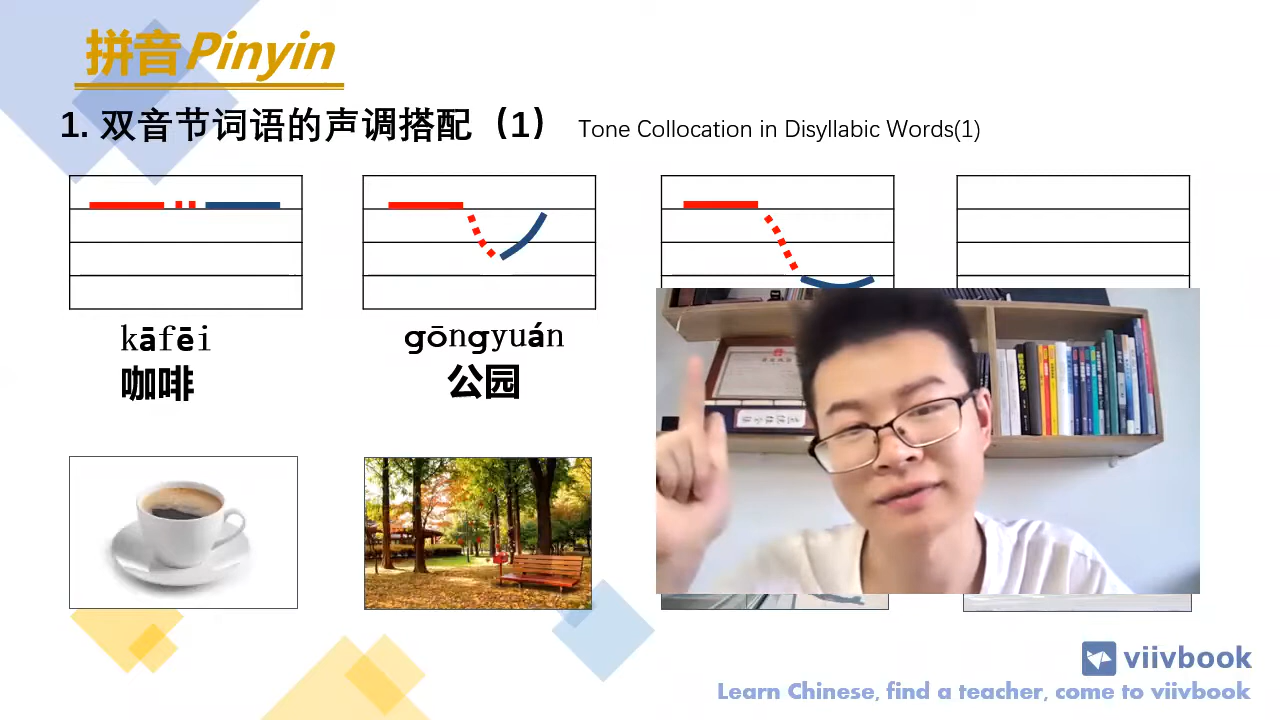 拼音Pinyin
1. 双音节词语的声调搭配（1） Tone Collocation in Disyllabic Words(1)
kāfēi
咖啡
gōngyuán
公园
viivbook
Learn Chinese, find a teacher, come to viivbook